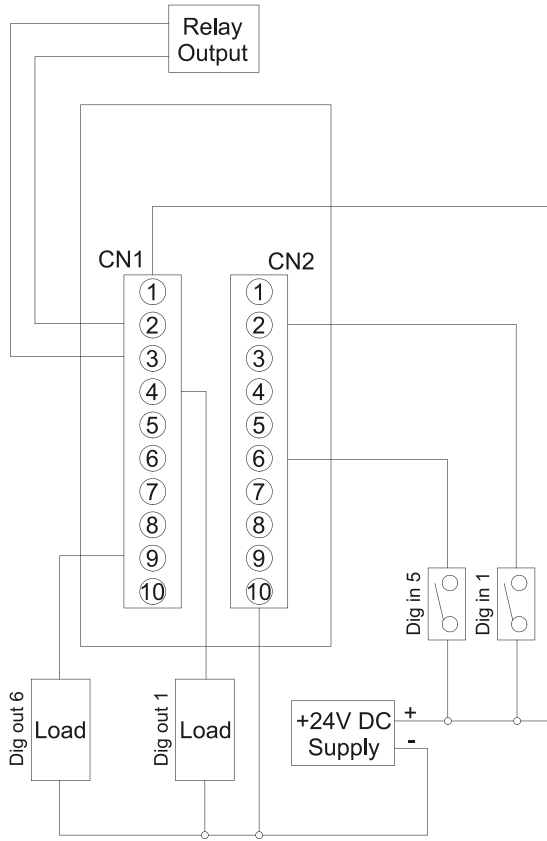 Relay
Output
CN1
CN2
1
2
3
4
5
6
7
8
9
10
1
2
3
4
5
6
7
8
9
10
Dig in 5
Dig in 1
Dig out 6
Load
Dig out 1
Load
+24V DC
Supply
+
-